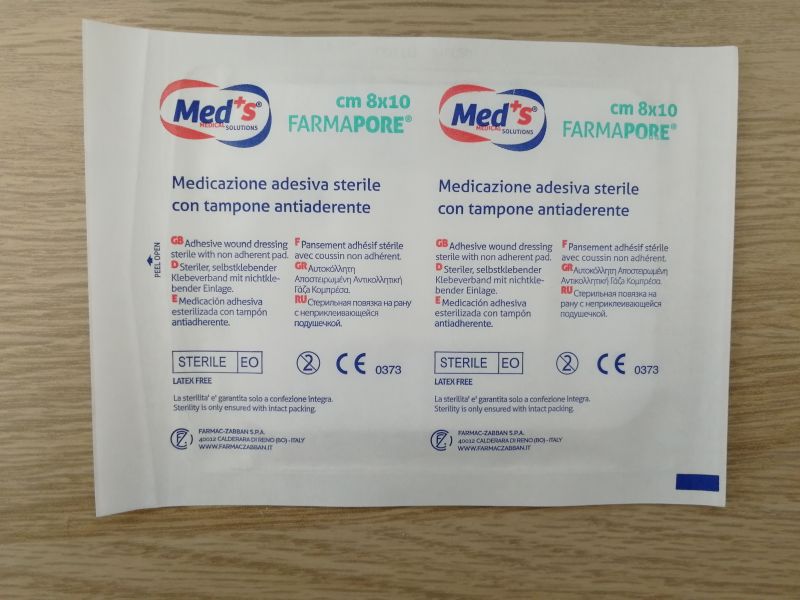 Med+s®
MEDICAL SOLUTIONS
cm 8x10
FARMAPORE®
Medicazione adesiva sterile
con tampone antiaderente
PEEL OPEN
GB Adhesive wound dressing
sterile with non adherent pad.
D Steriler, selbstklebender
Klebeverband mit nichtkle-
bender Einlage.
E Medicación adhesiva
esterilizada con tampón
antiadherente.
F Pansement adhésif stérile
avec coussin non adhérent.
GR Αυτοκόλλητη
Αποστειρωμένη Αντικολλητική
Γάζα Κομπρέσα.
RU Стерильная повязка на рану
с неприклеивающейся
подушечкой.
STERILE EO
LATEX FREE
2
CE 0373
La sterilita' e' garantita solo a confezione integra.
Sterility is only ensured with intact packing.
FARMAC-ZABBAN S.P.A.
40012 CALDERARA DI RENO (BO) - ITALY
WWW.FARMACZABBAN.IT
Med+s®
MEDICAL SOLUTIONS
cm 8x10
FARMAPORE®
Medicazione adesiva sterile
con tampone antiaderente
GB Adhesive wound dressing
sterile with non adherent pad.
D Steriler, selbstklebender
Klebeverband mit nichtkle-
bender Einlage.
E Medicación adhesiva
esterilizada con tampón
antiadherente.
F Pansement adhésif stérile
avec coussin non adhérent.
GR Αυτοκόλλητη Αποστειρωμένη
Αντικολλητική Γάζα Κομπρέσα.
RU Стерильная повязка на
рану с неприклеивающейся
подушечкой.
STERILE EO
LATEX FREE
2
CE 0373
La sterilita' e' garantita solo a confezione integra.
Sterility is only ensured with intact packing.
FARMAC-ZABBAN S.P.A.
40012 CALDERARA DI RENO (BO) - ITALY
WWW.FARMACZABBAN.IT